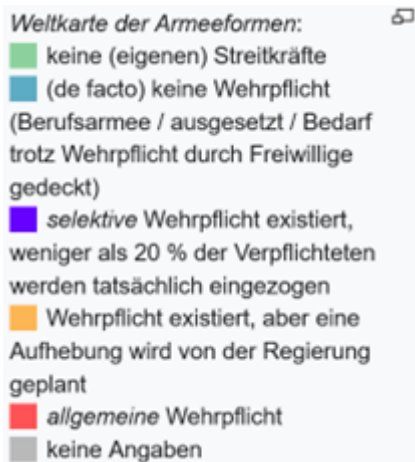 Weltkarte der Armeeformen:
keine (eigenen) Streitkräfte
(de facto) keine Wehrpflicht
(Berufsarmee / ausgesetzt / Bedarf
trotz Wehrpflicht durch Freiwillige
gedeckt)
selektive Wehrpflicht existiert,
weniger als 20 % der Verpflichteten
werden tatsächlich eingezogen
Wehrpflicht existiert, aber eine
Aufhebung wird von der Regierung
geplant
allgemeine Wehrpflicht
keine Angaben